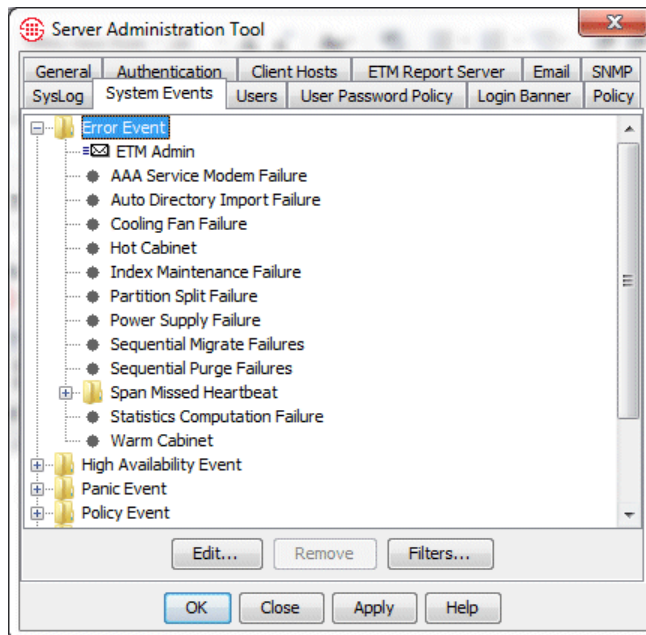 Server Administration Tool
General Authentication Client Hosts ETM Report Server Email SNMP
SysLog System Events Users User Password Policy Login Banner Policy
Error Event
ETM Admin
AAA Service Modem Failure
Auto Directory Import Failure
Cooling Fan Failure
Hot Cabinet
Index Maintenance Failure
Partition Split Failure
Power Supply Failure
Sequential Migrate Failures
Sequential Purge Failures
Span Missed Heartbeat
Statistics Computation Failure
Warm Cabinet
High Availability Event
Panic Event
Policy Event
Edit... Remove Filters...
OK Close Apply Help